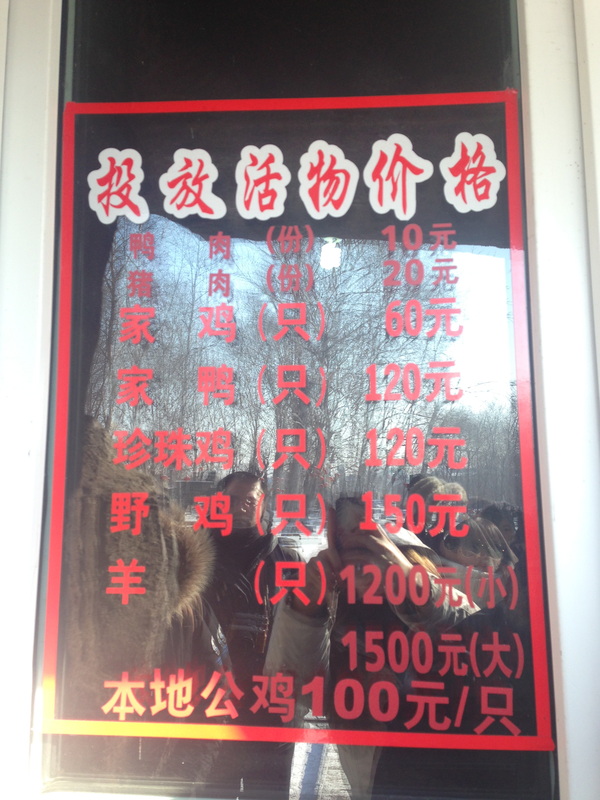 投放活物价格
鸭 肉（份） 10元
猪 肉（份） 20元
家 鸡（只） 60元
家 鸭（只） 120元
珍珠鸡（只） 120元
野 鸡（只） 150元
羊 （只）1200元(小)
1500元(大)
本地公鸡100元/只